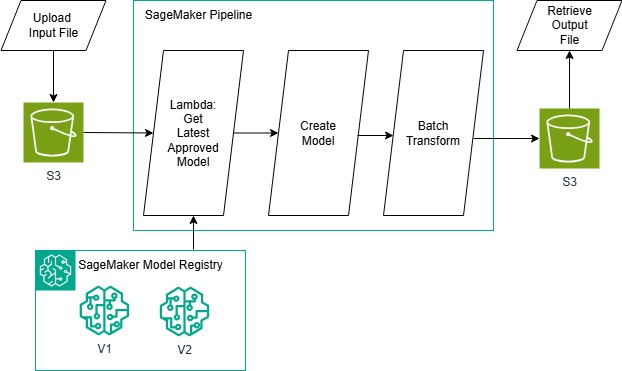 Upload
Input File
SageMaker Pipeline
Retrieve
Output
File
Lambda:
Get
Latest
Approved
Model
Create
Model
Batch
Transform
S3
S3
SageMaker Model Registry
V1
V2